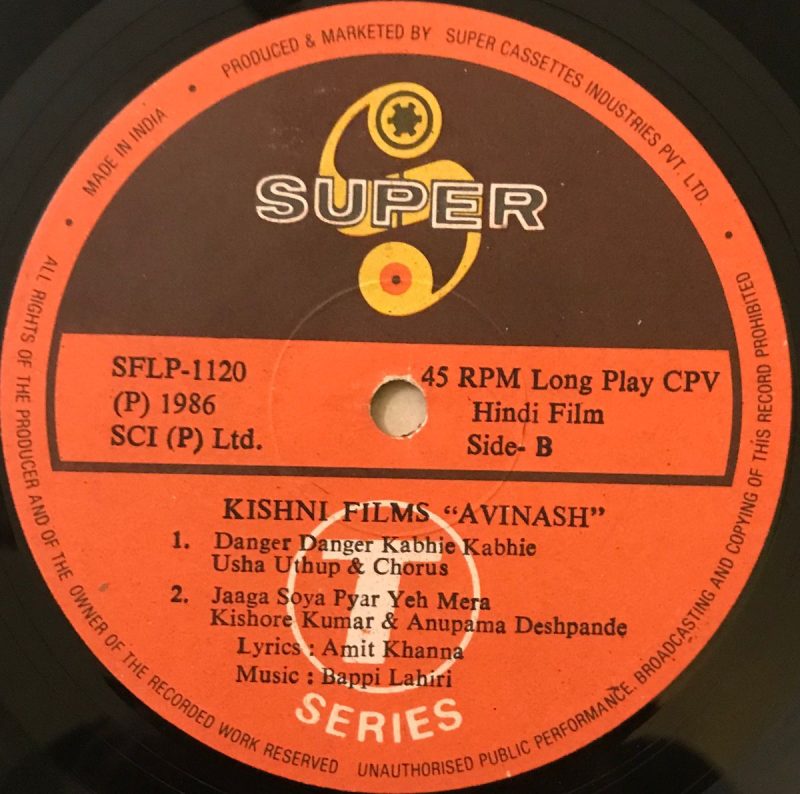 MADE IN INDIA • PRODUCED & MARKETED BY SUPER CASSETTES INDUSTRIES PVT. LTD. •
SUPER
SFLP-1120
(P) 1986
SCI (P) Ltd.
45 RPM Long Play CPV
Hindi Film
Side- B
KISHNI FILMS "AVINASH"
1. Danger Danger Kabhie Kabhie
Usha Uthup & Chorus
2. Jaaga Soya Pyar Yeh Mera
Kishore Kumar & Anupama Deshpande
Lyrics : Amit Khanna
Music : Bappi Lahiri
T
SERIES
ALL RIGHTS OF THE PRODUCER AND OF THE OWNER OF THE RECORDED WORK RESERVED
UNAUTHORISED PUBLIC PERFORMANCE. BROADCASTING AND COPYING OF THIS RECORD PROHIBITED